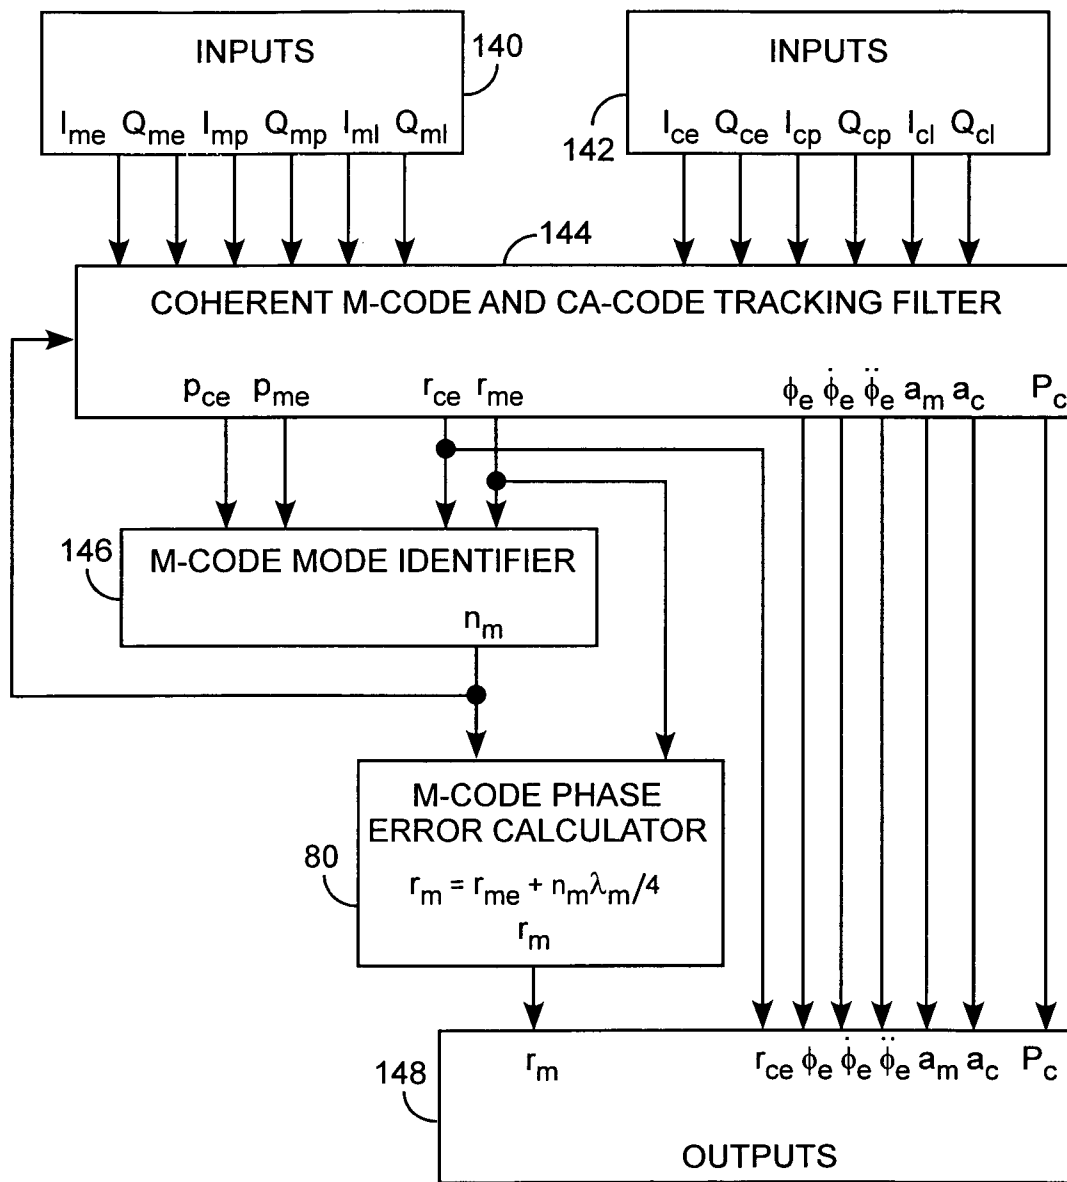 INPUTS
140
I_me Q_me I_mp Q_mp I_ml Q_ml
INPUTS
142
I_ce Q_ce I_cp Q_cp I_cl Q_cl
144
COHERENT M-CODE AND CA-CODE TRACKING FILTER
p_ce p_me r_ce r_me ϕ_e ϕ̇_e ϕ̈_e a_m a_c P_c
146
M-CODE MODE IDENTIFIER
n_m
M-CODE PHASE
ERROR CALCULATOR
80
r_m = r_me + n_mλ_m/4
r_m
148
r_m r_ce ϕ_e ϕ̇_e ϕ̈_e a_m a_c P_c
OUTPUTS